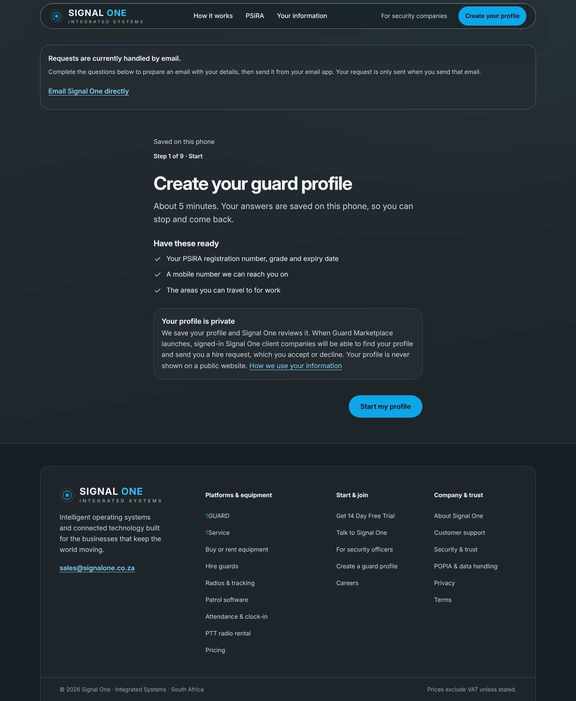 SIGNAL ONE
INTEGRATED SYSTEMS
How it works
PSiRA
Your information
For security companies
Create your profile
Requests are currently handled by email.
Complete the questions below to prepare an email with your details, then send it from your email app. Your request is only sent when you send that email.
Email Signal One directly
Saved on this phone
Step 1 of 9 · Start
Create your guard profile
About 5 minutes. Your answers are saved on this phone, so you can
stop and come back.
Have these ready
Your PSiRA registration number, grade and expiry date
A mobile number we can reach you on
The areas you can travel to for work
Your profile is private
We save your profile and Signal One reviews it. When Guard Marketplace
launches, signed-in Signal One client companies will be able to find your profile
and send you a hire request, which you accept or decline. Your profile is never
shown on a public website. How we use your information
Start my profile
SIGNAL ONE
INTEGRATED SYSTEMS
Intelligent operating systems
and connected technology built
for the businesses that keep the
world moving.
sales@signalone.co.za
Platforms & equipment
GUARD
Service
Buy or rent equipment
Hire guards
Radios & tracking
Patrol software
Attendance & clock-in
PTT radio rental
Pricing
Start & join
Get 14 Day Free Trial
Talk to Signal One
For security officers
Create a guard profile
Careers
Company & trust
About Signal One
Customer support
Security & trust
POPIA & data handling
Privacy
Terms
© 2026 Signal One · Integrated Systems · South Africa
Prices exclude VAT unless stated.